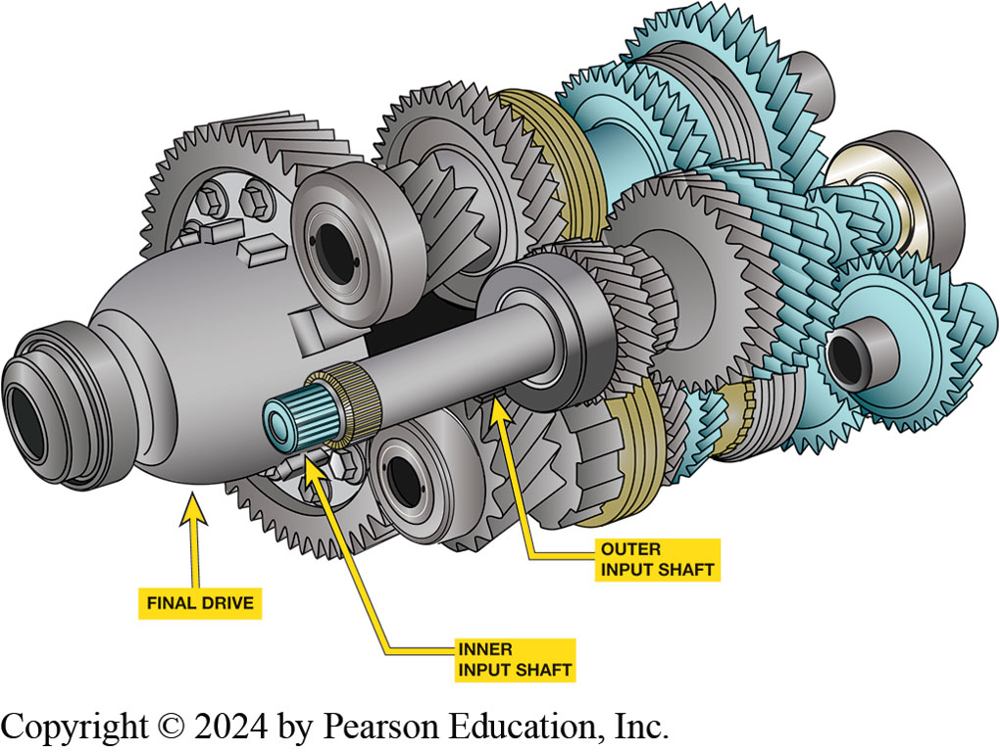 OUTER
INPUT SHAFT
FINAL DRIVE
INNER
INPUT SHAFT
Copyright © 2024 by Pearson Education, Inc.